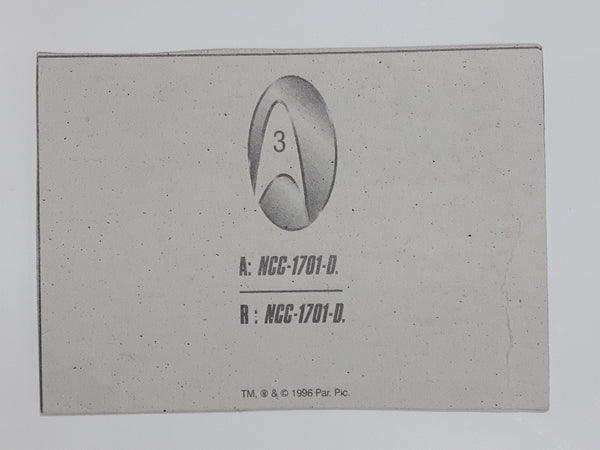 3
A: NCC-1701-D.
R : NCC-1701-D.
TM, ® & © 1996 Par. Pic.